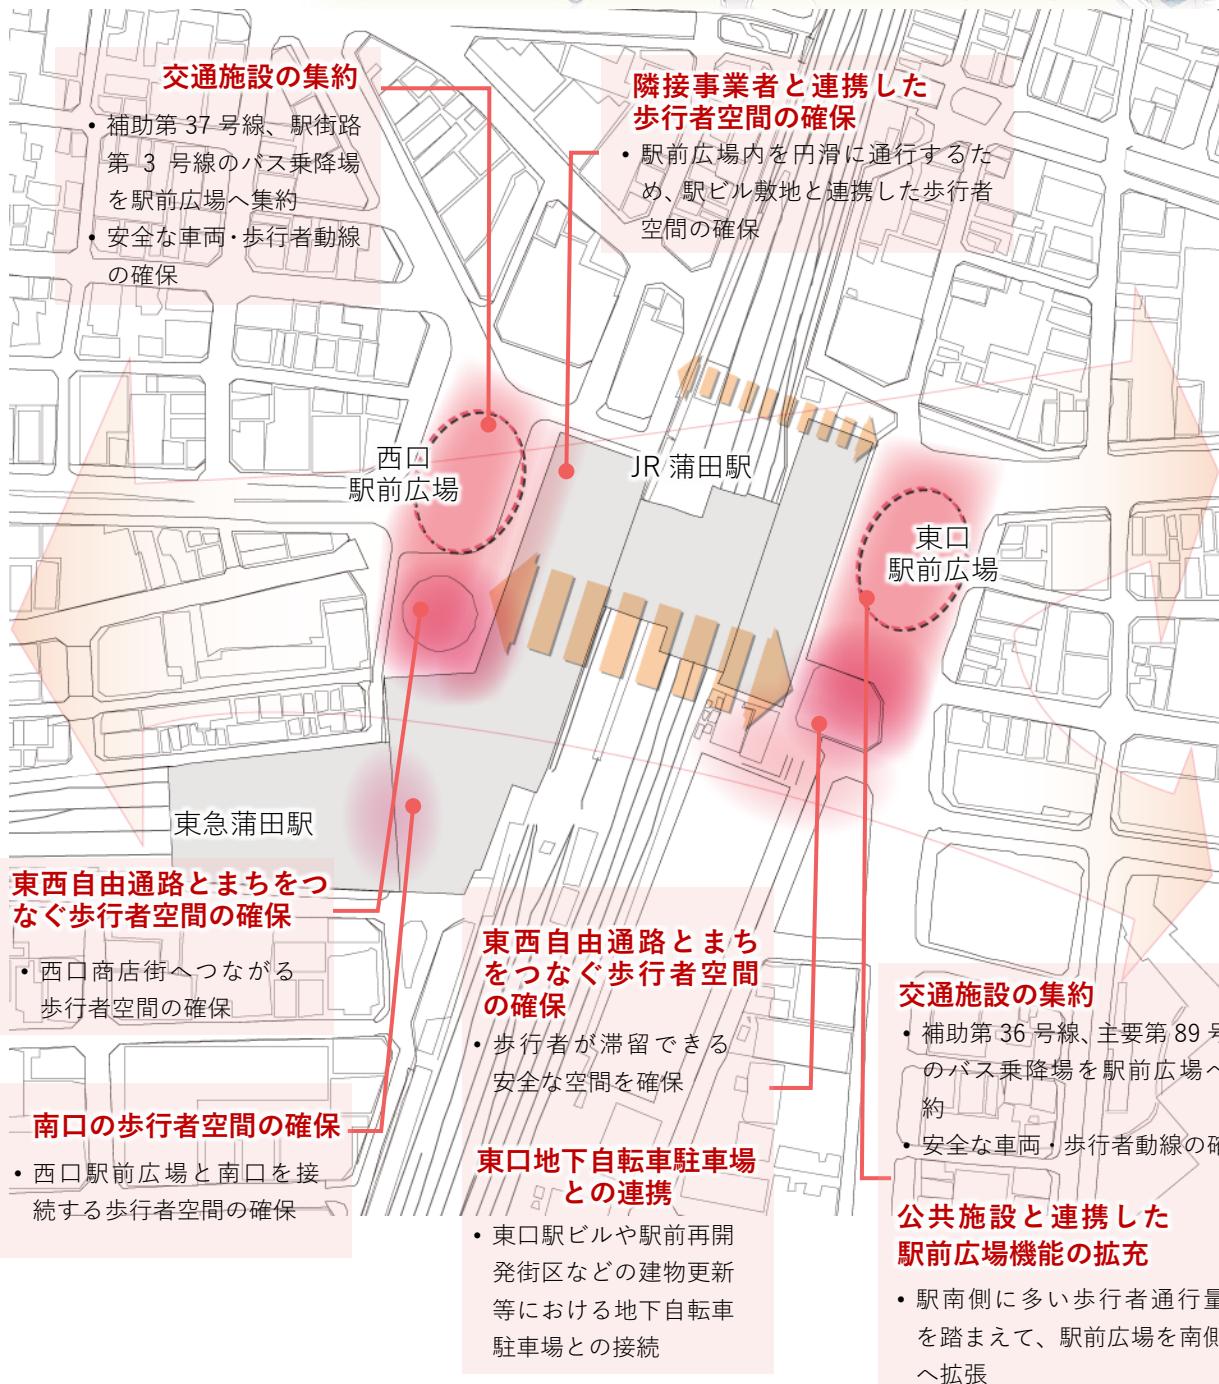 交通施設の集約
• 補助第 37 号線、駅街路
第 3 号線のバス乗降場
を駅前広場へ集約
• 安全な車両・歩行者動線
の確保
隣接事業者と連携した
歩行者空間の確保
• 駅前広場内を円滑に通行するた
め、駅ビル敷地と連携した歩行者
空間の確保
西口
駅前広場
JR 蒲田駅
東口
駅前広場
東急蒲田駅
東西自由通路とまちをつ
なぐ歩行者空間の確保
• 西口商店街へつながる
歩行者空間の確保
南口の歩行者空間の確保
• 西口駅前広場と南口を接
続する歩行者空間の確保
東西自由通路とまち
をつなぐ歩行者空間
の確保
• 歩行者が滞留できる
安全な空間を確保
東口地下自転車駐車場
との連携
• 東口駅ビルや駅前再開
発街区などの建物更新
等における地下自転車
駐車場との接続
交通施設の集約
• 補助第 36 号線、主要第 89 号
のバス乗降場を駅前広場へ
約
• 安全な車両・歩行者動線の確
公共施設と連携した
駅前広場機能の拡充
• 駅南側に多い歩行者通行量
を踏まえて、駅前広場を南側
へ拡張